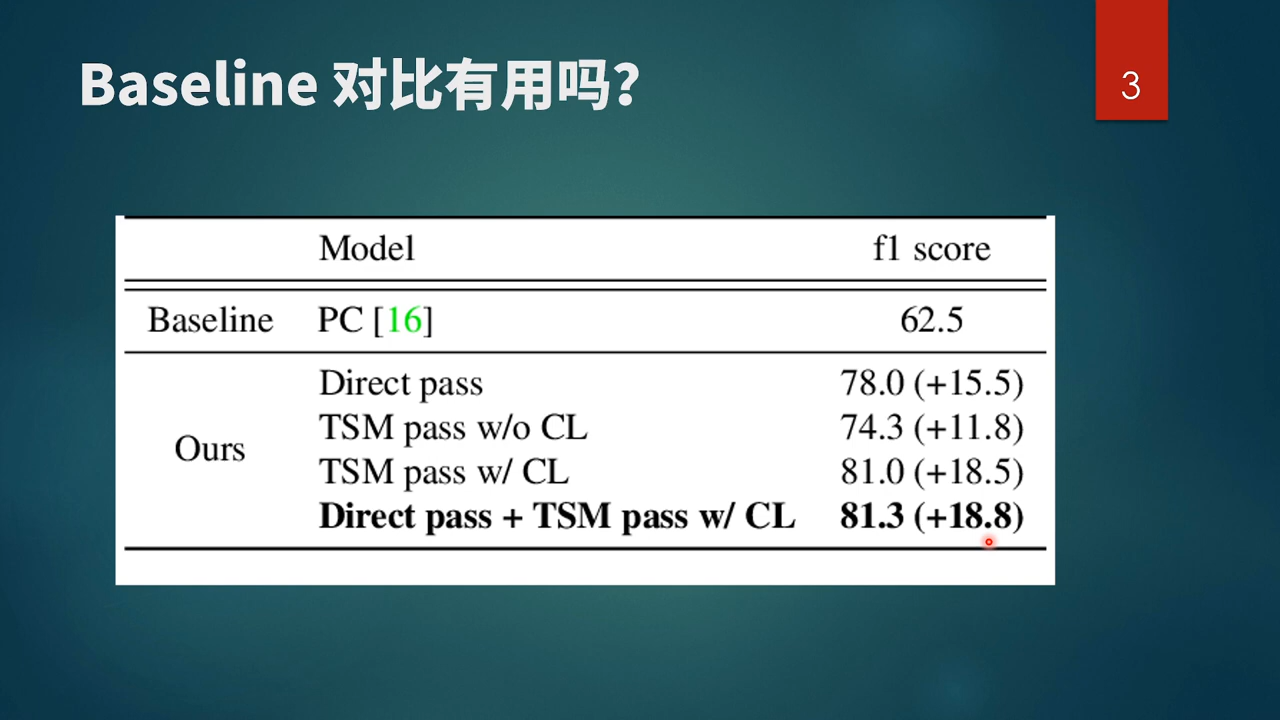 Baseline 对比有用吗?
3
Model f1 score
Baseline PC [16] 62.5
Direct pass 78.0 (+15.5)
TSM pass w/o CL 74.3 (+11.8)
Ours
TSM pass w/ CL 81.0 (+18.5)
Direct pass + TSM pass w/ CL 81.3 (+18.8)